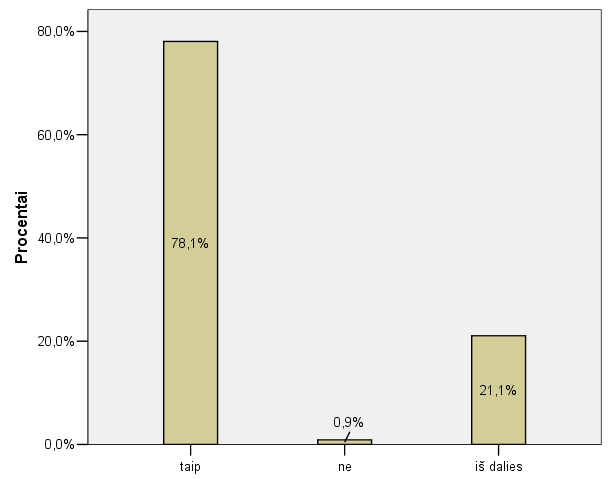 Procentai
80,0%
60,0%
40,0%
20,0%
0,0%
78,1%
0,9%
21,1%
taip
ne
iš dalies